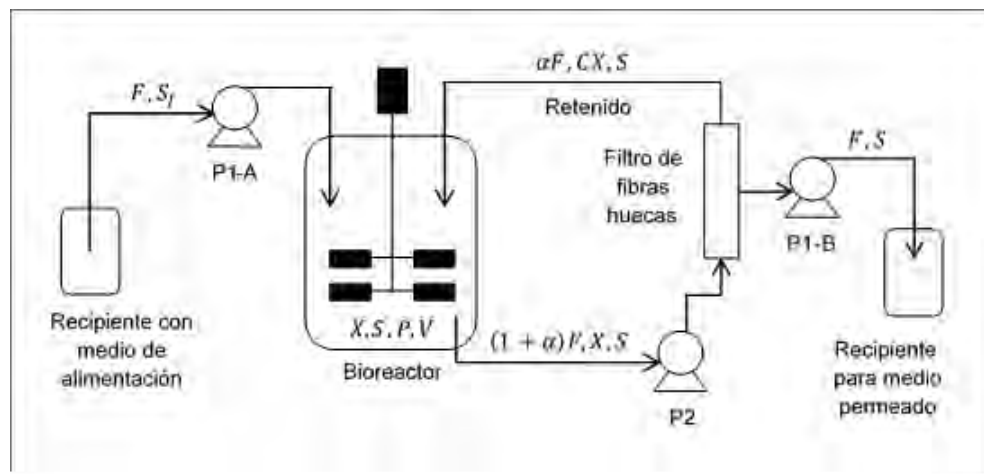 αF, CX, S
Retenido
F, S_f
P1-A
Filtro de
fibras
huecas
F, S
P1-B
Recipiente con
medio de
alimentación
X, S, P, V
Bioreactor
(1 + α)F, X, S
P2
Recipiente
para medio
permeado